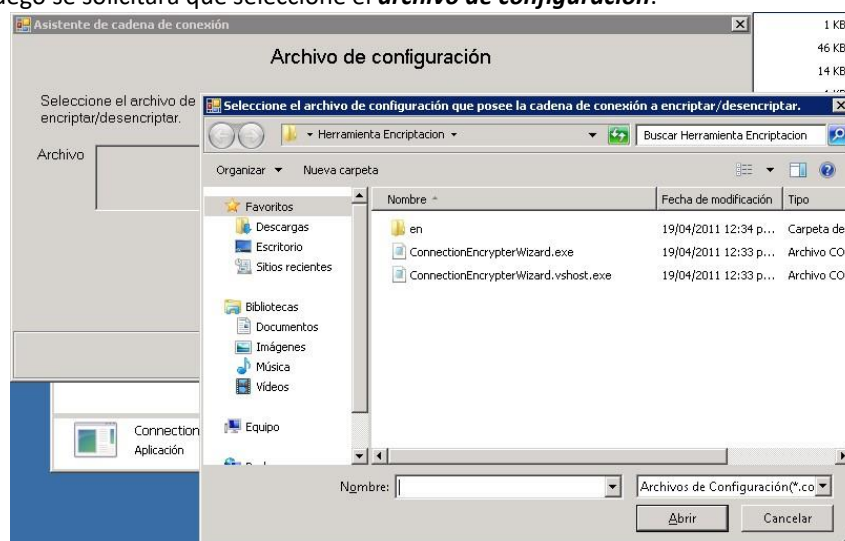 uego se solicitará que seleccione el archivo de configuración.
Asistente de cadena de conexión
1 KB
Archivo de configuración
46 KB
14 KB
Seleccione el archivo de
encriptar/desencriptar.
Archivo
Seleccione el archivo de configuración que posee la cadena de conexión a encriptar/desencriptar.
Herramienta Encriptacion
Buscar Herramienta Encriptacion
Organizar
Nueva carpeta
Favoritos
Descargas
Escritorio
Sitios recientes
Bibliotecas
Documentos
Imágenes
Música
Vídeos
Equipo
Nombre
Fecha de modificación
Tipo
en
19/04/2011 12:34 p...
Carpeta de
ConnectionEncrypterWizard.exe
19/04/2011 12:33 p...
Archivo CO
ConnectionEncrypterWizard.vshost.exe
19/04/2011 12:33 p...
Archivo CO
Connection
Aplicación
Nombre:
Archivos de Configuración(*.co
Abrir
Cancelar